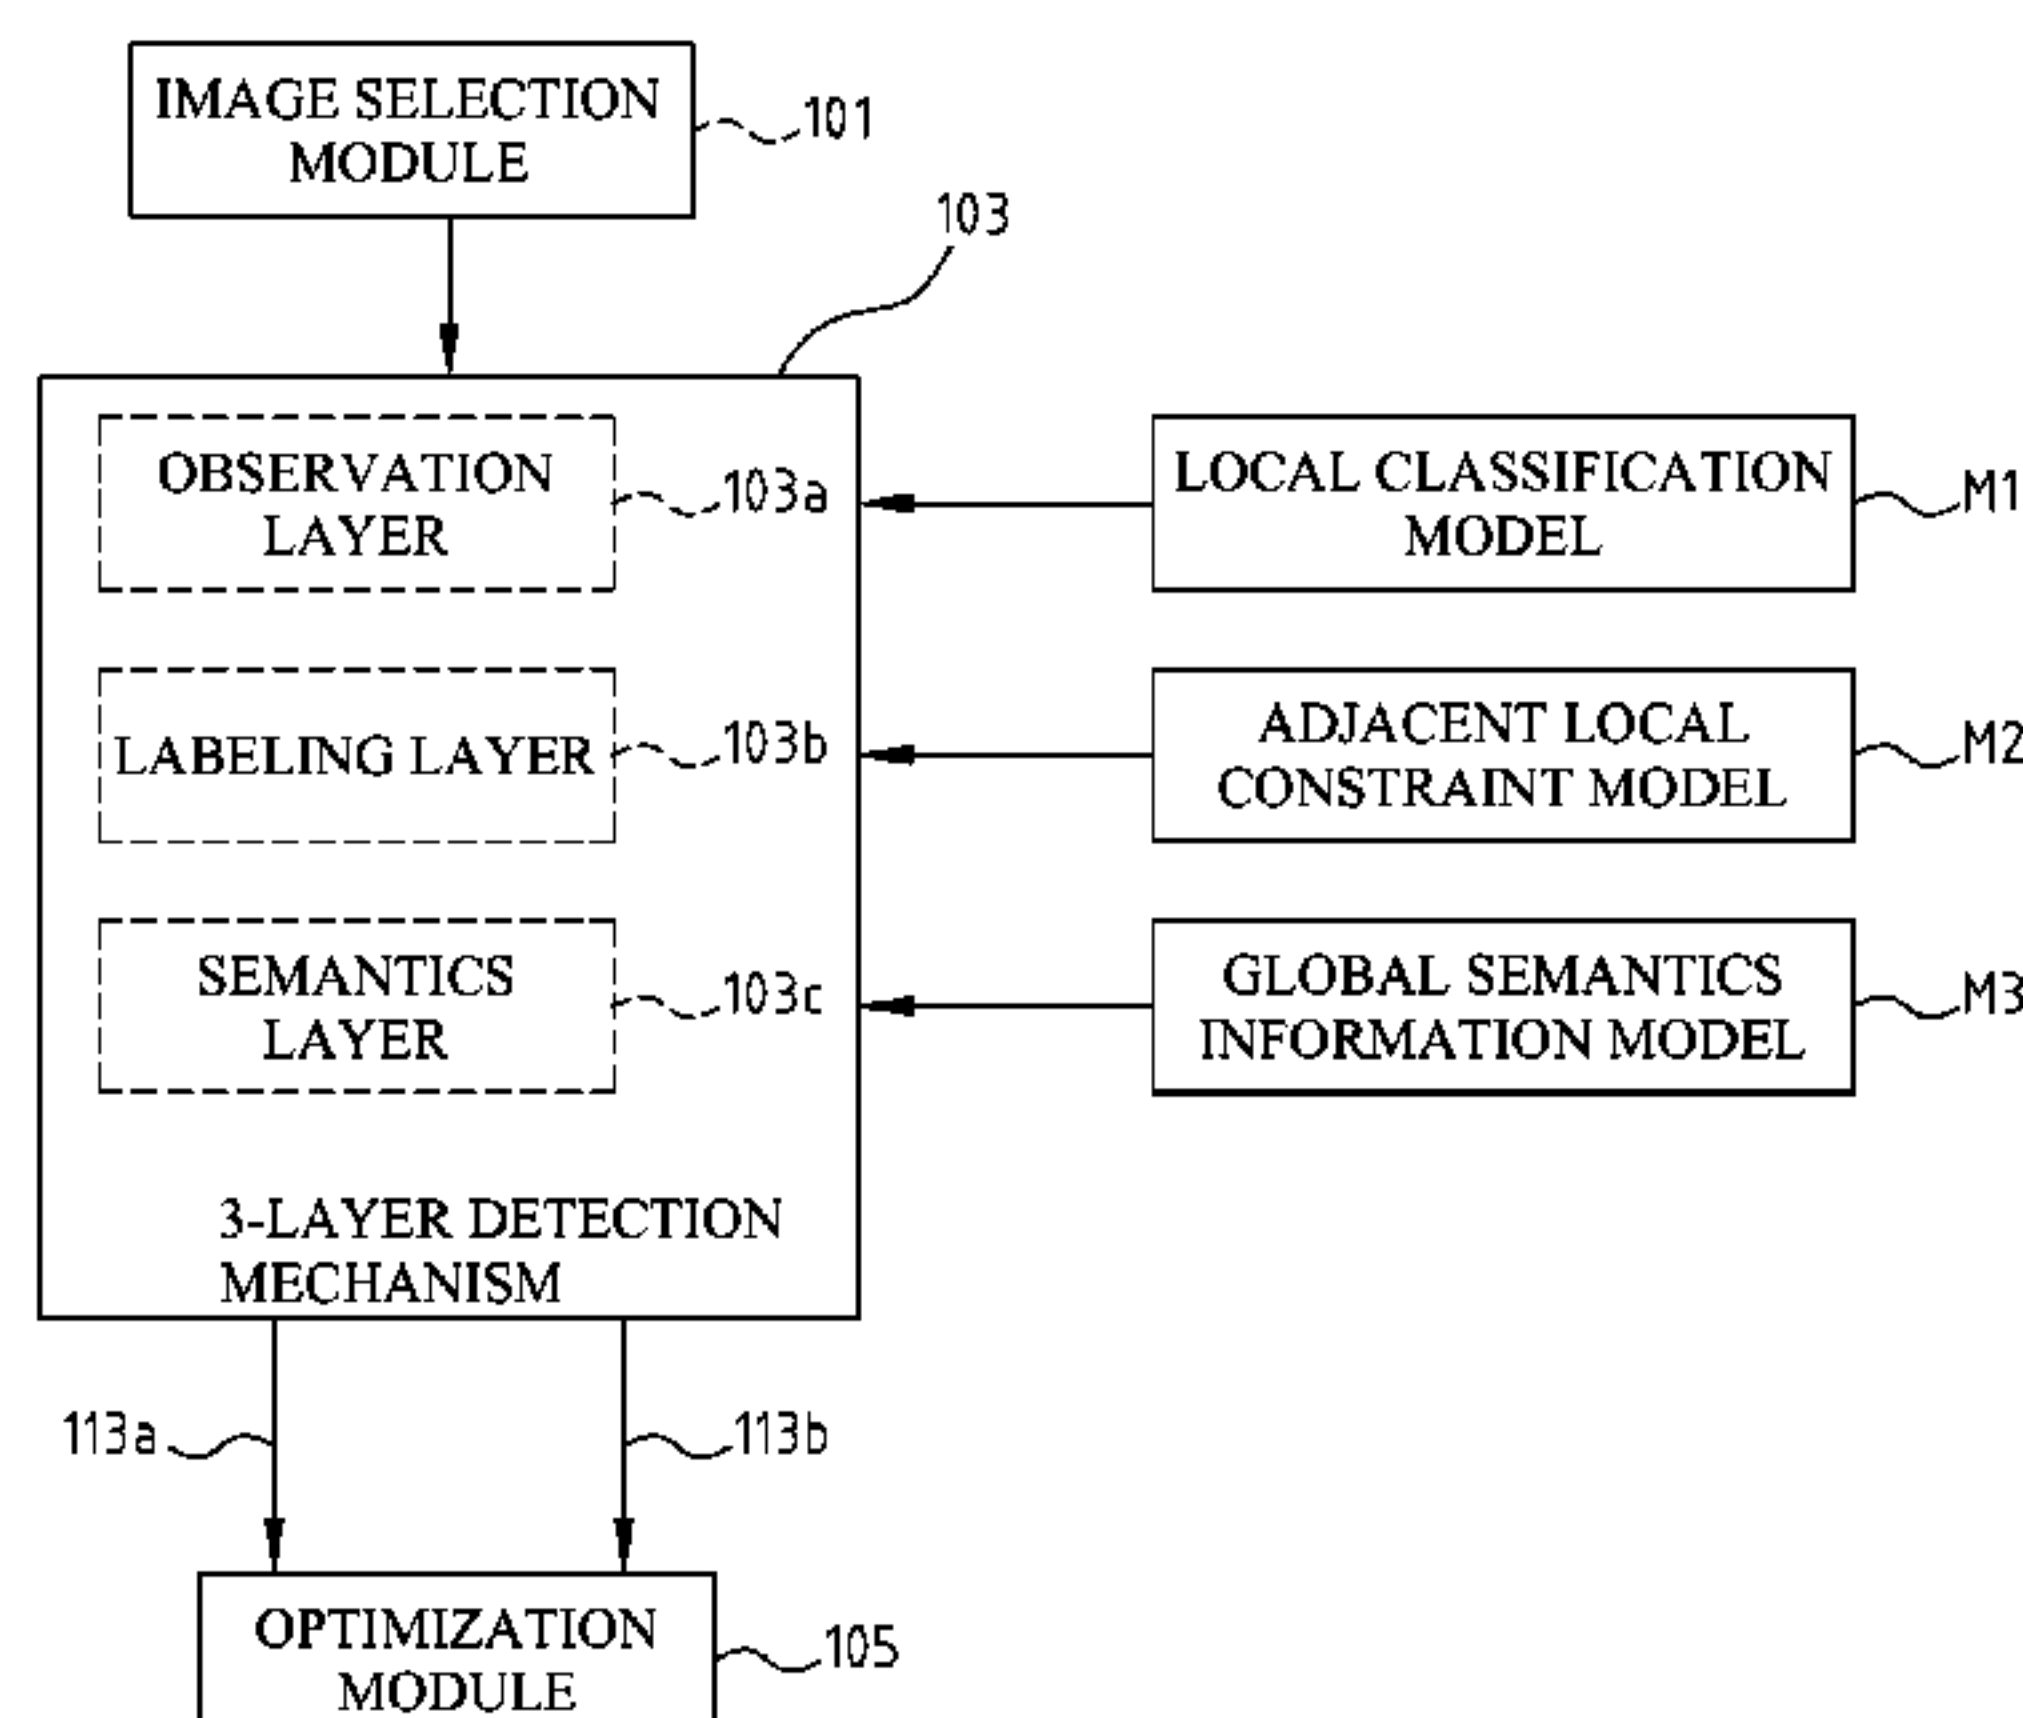 IMAGE SELECTION
MODULE
101
103
OBSERVATION
LAYER
103a
LOCAL CLASSIFICATION
MODEL
M1
LABELING LAYER
103b
ADJACENT LOCAL
CONSTRAINT MODEL
M2
SEMANTICS
LAYER
103c
GLOBAL SEMANTICS
INFORMATION MODEL
M3
3-LAYER DETECTION
MECHANISM
113a
113b
OPTIMIZATION
MODULE
105